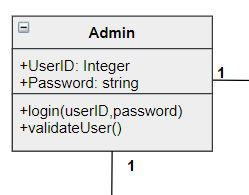 Admin
+UserID: Integer
+Password: string
1
+login(userID,password)
+validateUser()
1